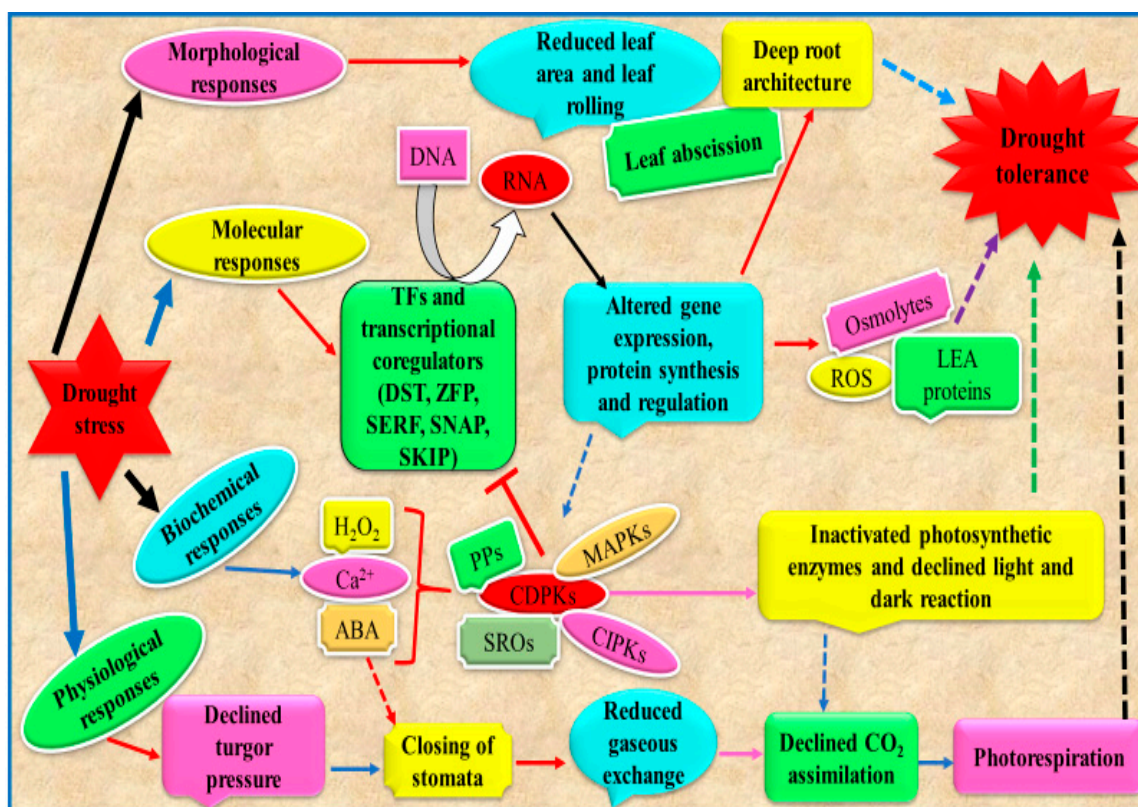 Morphological
responses
Reduced leaf
area and leaf
rolling
Deep root
architecture
Leaf abscission
Drought
tolerance
DNA
RNA
Molecular
responses
TFs and
transcriptional
coregulators
(DST, ZFP,
SERF, SNAP,
SKIP)
Altered gene
expression,
protein synthesis
and regulation
Osmolytes
ROS
LEA
proteins
Drought
stress
Biochemical
responses
H₂O₂
Ca²⁺
ABA
PPs
MAPKs
CDPKs
SROs
CIPKs
Inactivated photosynthetic
enzymes and declined light and
dark reaction
Physiological
responses
Declined
turgor
pressure
Closing of
stomata
Reduced
gaseous
exchange
Declined CO₂
assimilation
Photorespiration